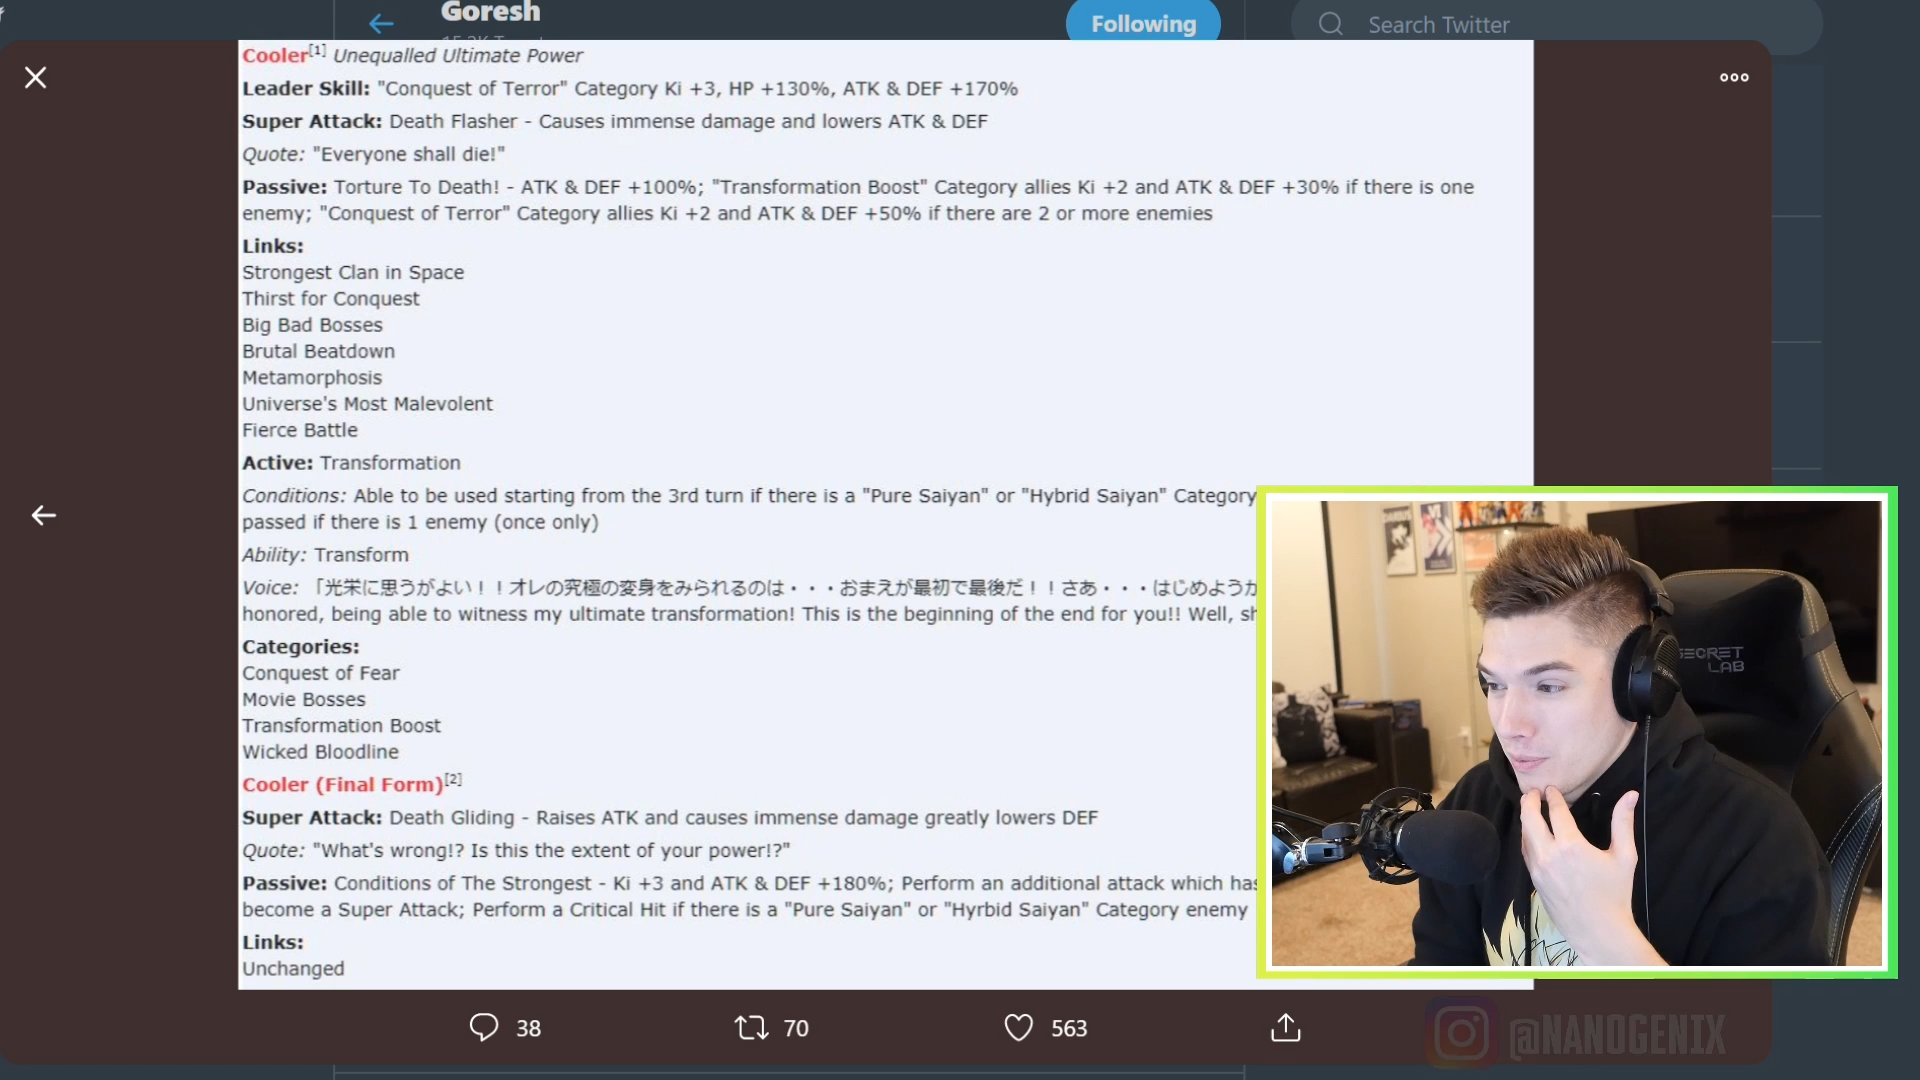 Goresh
Following
Search Twitter
Cooler[1] Unequalled Ultimate Power
Leader Skill: "Conquest of Terror" Category Ki +3, HP +130%, ATK & DEF +170%
Super Attack: Death Flasher - Causes immense damage and lowers ATK & DEF
Quote: "Everyone shall die!"
Passive: Torture To Death! - ATK & DEF +100%; "Transformation Boost" Category allies Ki +2 and ATK & DEF +30% if there is one
enemy; "Conquest of Terror" Category allies Ki +2 and ATK & DEF +50% if there are 2 or more enemies
Links:
Strongest Clan in Space
Thirst for Conquest
Big Bad Bosses
Brutal Beatdown
Metamorphosis
Universe's Most Malevolent
Fierce Battle
Active: Transformation
Conditions: Able to be used starting from the 3rd turn if there is a "Pure Saiyan" or "Hybrid Saiyan" Category
passed if there is 1 enemy (once only)
Ability: Transform
Voice: 「光栄に思うがよい！！オレの究極の変身をみられるのは・・・おまえが最初で最後だ！！さあ・・・はじめようか
honored, being able to witness my ultimate transformation! This is the beginning of the end for you!! Well, sh
Categories:
Conquest of Fear
Movie Bosses
Transformation Boost
Wicked Bloodline
Cooler (Final Form)[2]
Super Attack: Death Gliding - Raises ATK and causes immense damage greatly lowers DEF
Quote: "What's wrong!? Is this the extent of your power!?"
Passive: Conditions of The Strongest - Ki +3 and ATK & DEF +180%; Perform an additional attack which has
become a Super Attack; Perform a Critical Hit if there is a "Pure Saiyan" or "Hyrbid Saiyan" Category enemy
Links:
Unchanged
SECRET
LAB
38
70
563
@NANOGENIX